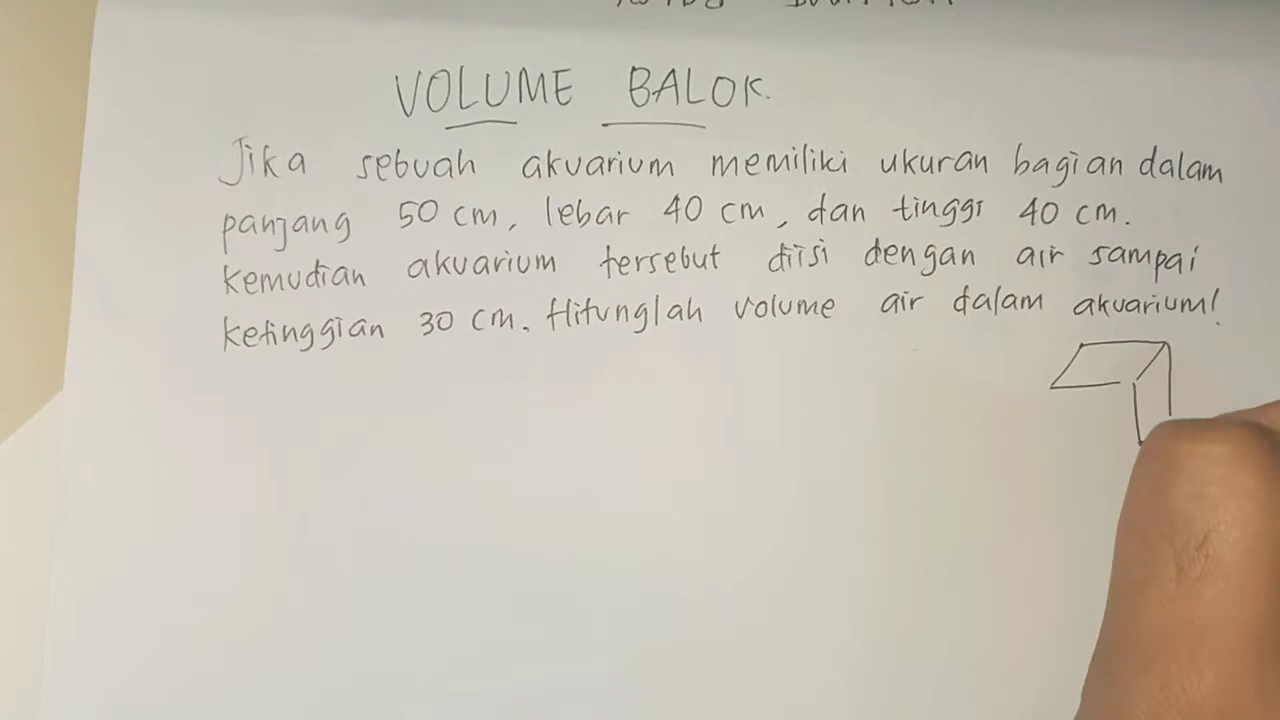 VOLUME BALOK.
Jika sebuah akuarium memiliki ukuran bagian dalam
panjang 50 cm, lebar 40 cm, dan tinggi 40 cm.
kemudian akuarium tersebut diisi dengan air sampai
ketinggian 30 cm. Hitunglah volume air dalam akuarium!